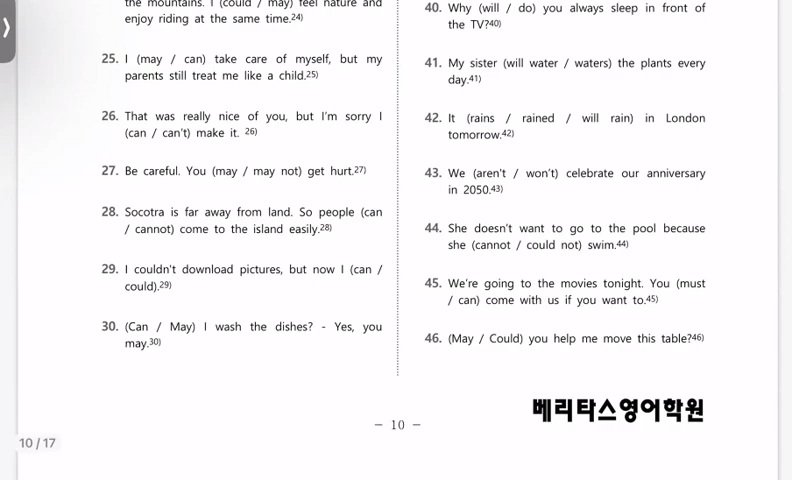 the mountains. I (could / may) feel nature and
enjoy riding at the same time.24)
25. I (may / can) take care of myself, but my
parents still treat me like a child.25)
26. That was really nice of you, but I'm sorry I
(can / can't) make it. 26)
27. Be careful. You (may / may not) get hurt.27)
28. Socotra is far away from land. So people (can
/ cannot) come to the island easily.28)
29. I couldn't download pictures, but now I (can /
could).29)
30. (Can / May) I wash the dishes? - Yes, you
may.30)
40. Why (will / do) you always sleep in front of
the TV?40)
41. My sister (will water / waters) the plants every
day.41)
42. It (rains / rained / will rain) in London
tomorrow.42)
43. We (aren't / won't) celebrate our anniversary
in 2050.43)
44. She doesn't want to go to the pool because
she (cannot / could not) swim.44)
45. We're going to the movies tonight. You (must
/ can) come with us if you want to.45)
46. (May / Could) you help me move this table?46)
베리타스영어학원
- 10 -
10 / 17